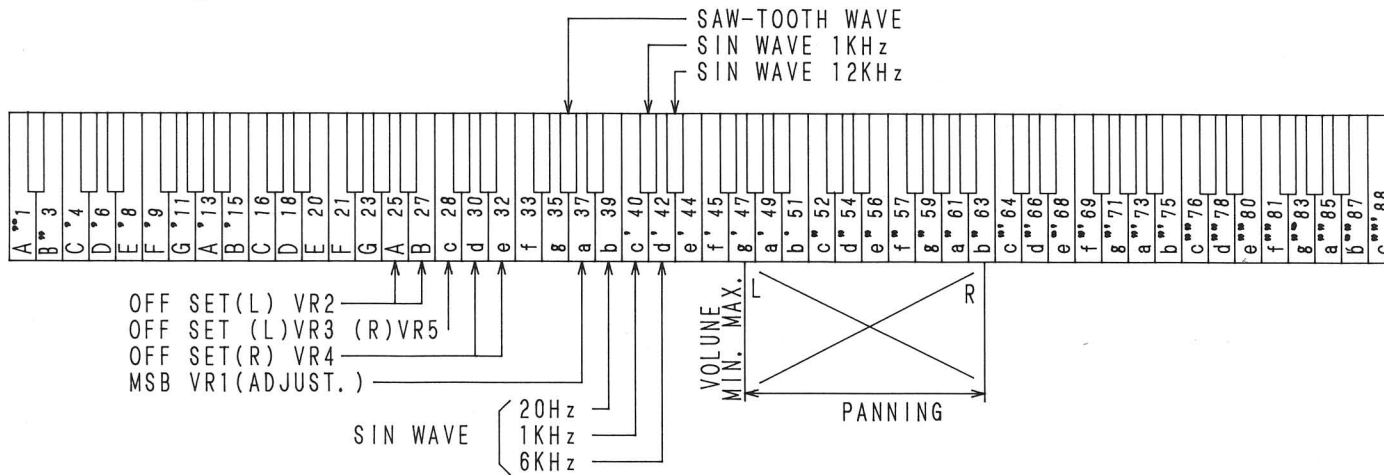 SAW-TOOTH WAVE
SIN WAVE 1KHz
SIN WAVE 12KHz
A''' 1
B''' 3
C'' 4
D'' 6
E'' 8
F'' 9
G'' 11
A'' 13
B'' 15
C 16
D 18
E 20
F 21
G 23
A 25
B 27
c 28
d 30
e 32
f 33
g 35
a 37
b 39
c' 40
d' 42
e' 44
f' 45
g' 47
a' 49
b' 51
c'' 52
d'' 54
e'' 56
f'' 57
g'' 59
a'' 61
b'' 63
c''' 64
d''' 66
e''' 68
f''' 69
g''' 71
a''' 73
b''' 75
c'''' 76
d'''' 78
e'''' 80
f'''' 81
g'''' 83
a'''' 85
b'''' 87
c''''' 88
OFF SET(L) VR2
OFF SET (L)VR3 (R)VR5
OFF SET(R) VR4
MSB VR1(ADJUST.)
SIN WAVE
20Hz
1KHz
6KHz
VOLUNE
MIN. MAX.
L
R
PANNING